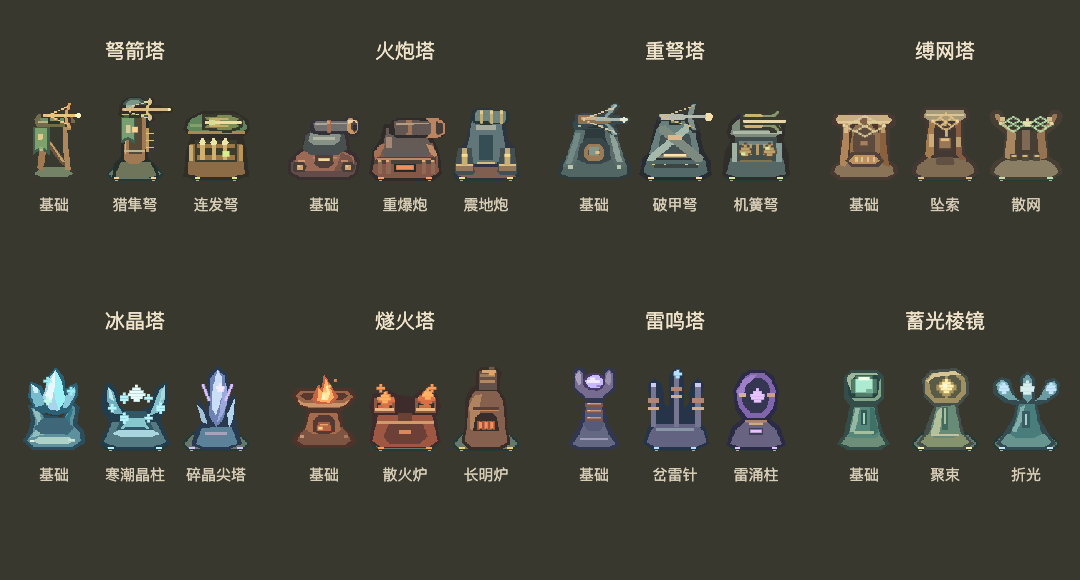 弩箭塔 火炮塔 重弩塔 缚网塔
基础 猎隼弩 连发弩 基础 重爆炮 震地炮 基础 破甲弩 机簧弩 基础 坠索 散网
冰晶塔 燧火塔 雷鸣塔 蓄光棱镜
基础 寒潮晶柱 碎晶尖塔 基础 散火炉 长明炉 基础 岔雷针 雷涌柱 基础 聚束 折光